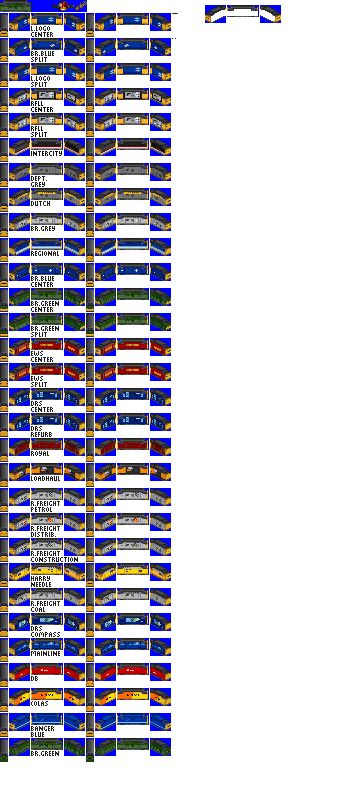 L.LOGO
CENTER
BR.BLUE
SPLIT
L.LOGO
SPLIT
RFLL
CENTER
RFLL
SPLIT
INTERCITY
DEPT.
GREY
DUTCH
BR.GREY
REGIONAL
BR.BLUE
CENTER
BR.GREEN
CENTER
BR.GREEN
SPLIT
EWS
CENTER
EWS
SPLIT
DRS
CENTER
DRS
REFURB
ROYAL
LOADHAUL
R.FREIGHT
PETROL
R.FREIGHT
DISTRIB.
R.FREIGHT
CONSTRUCTION
HARRY
NEEDLE
R.FREIGHT
COAL
DRS
COMPASS
MAINLINE
DB
COLAS
BANGER
BLUE
BR.GREEN